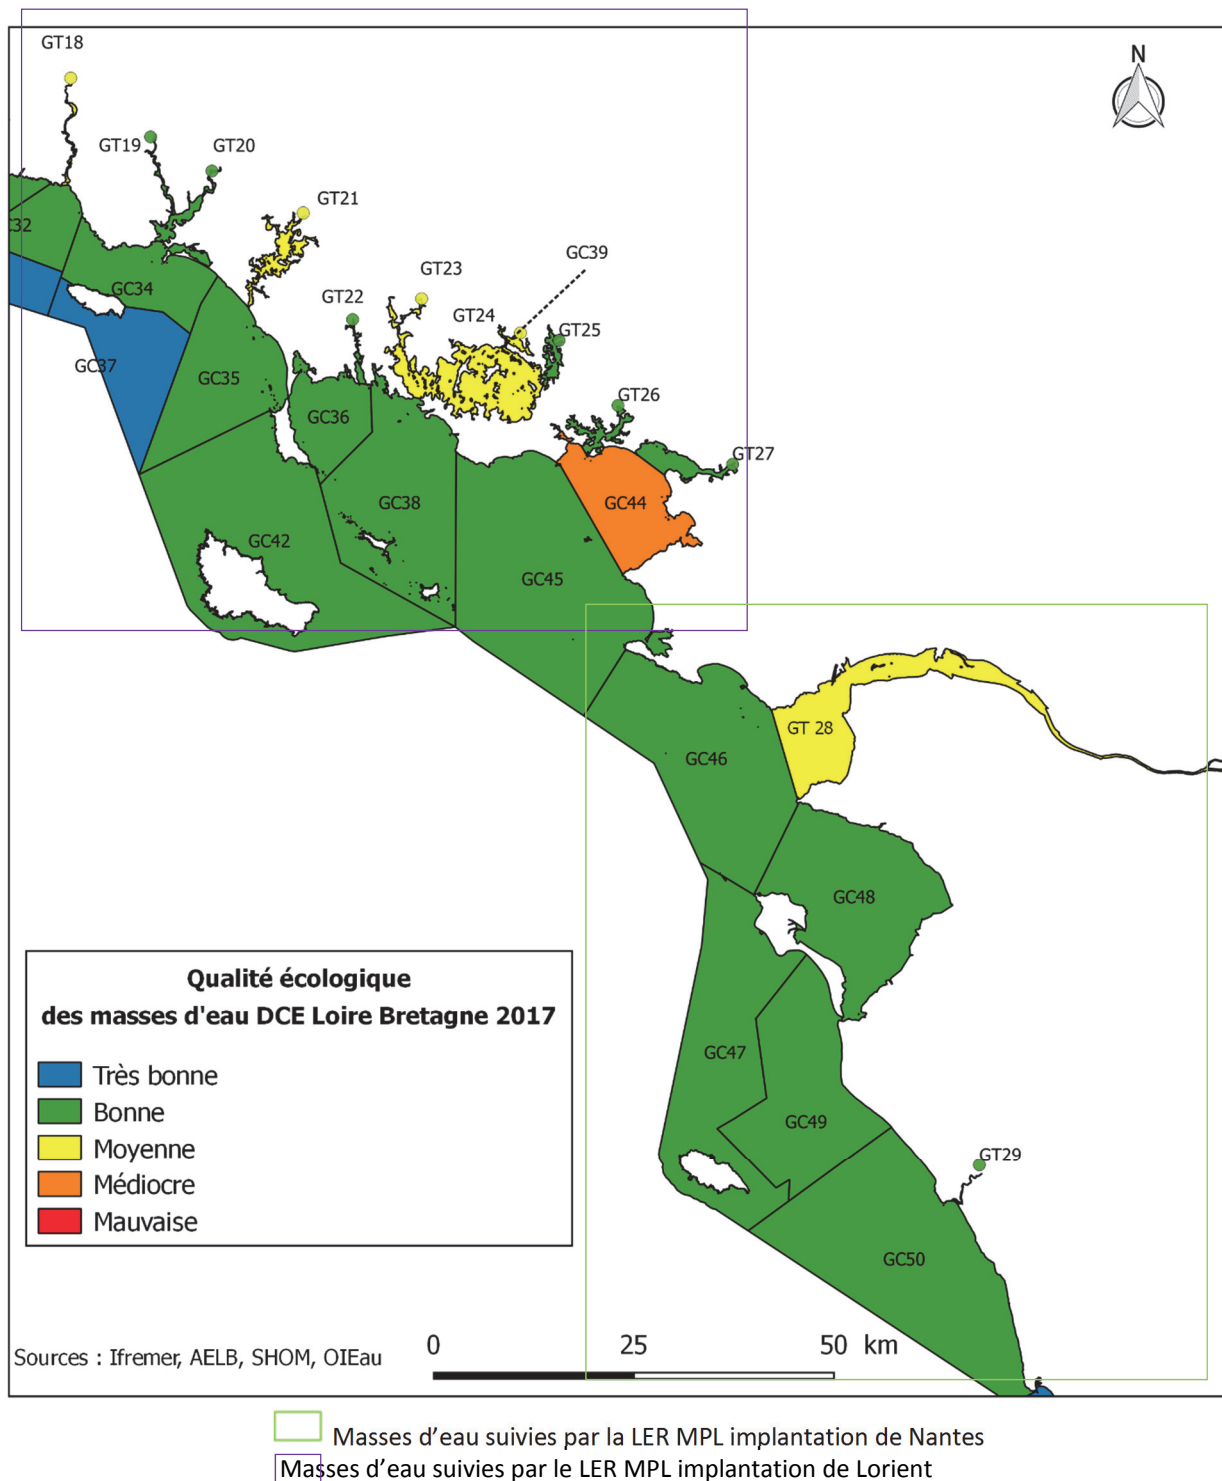 GT18
N
GT19
GT20
GT21
GC39
GT23
GT22
GT24
GT25
C32
GC34
GC37
GC35
GC36
GT26
GT27
GC44
GC38
GC42
GC45
GT 28
GC46
GC48
Qualité écologique
des masses d'eau DCE Loire Bretagne 2017
Très bonne
Bonne
Moyenne
Médiocre
Mauvaise
GC47
GC49
GT29
GC50
0 25 50 km
Sources : Ifremer, AELB, SHOM, OIEau
Masses d'eau suivies par la LER MPL implantation de Nantes
Masses d'eau suivies par le LER MPL implantation de Lorient